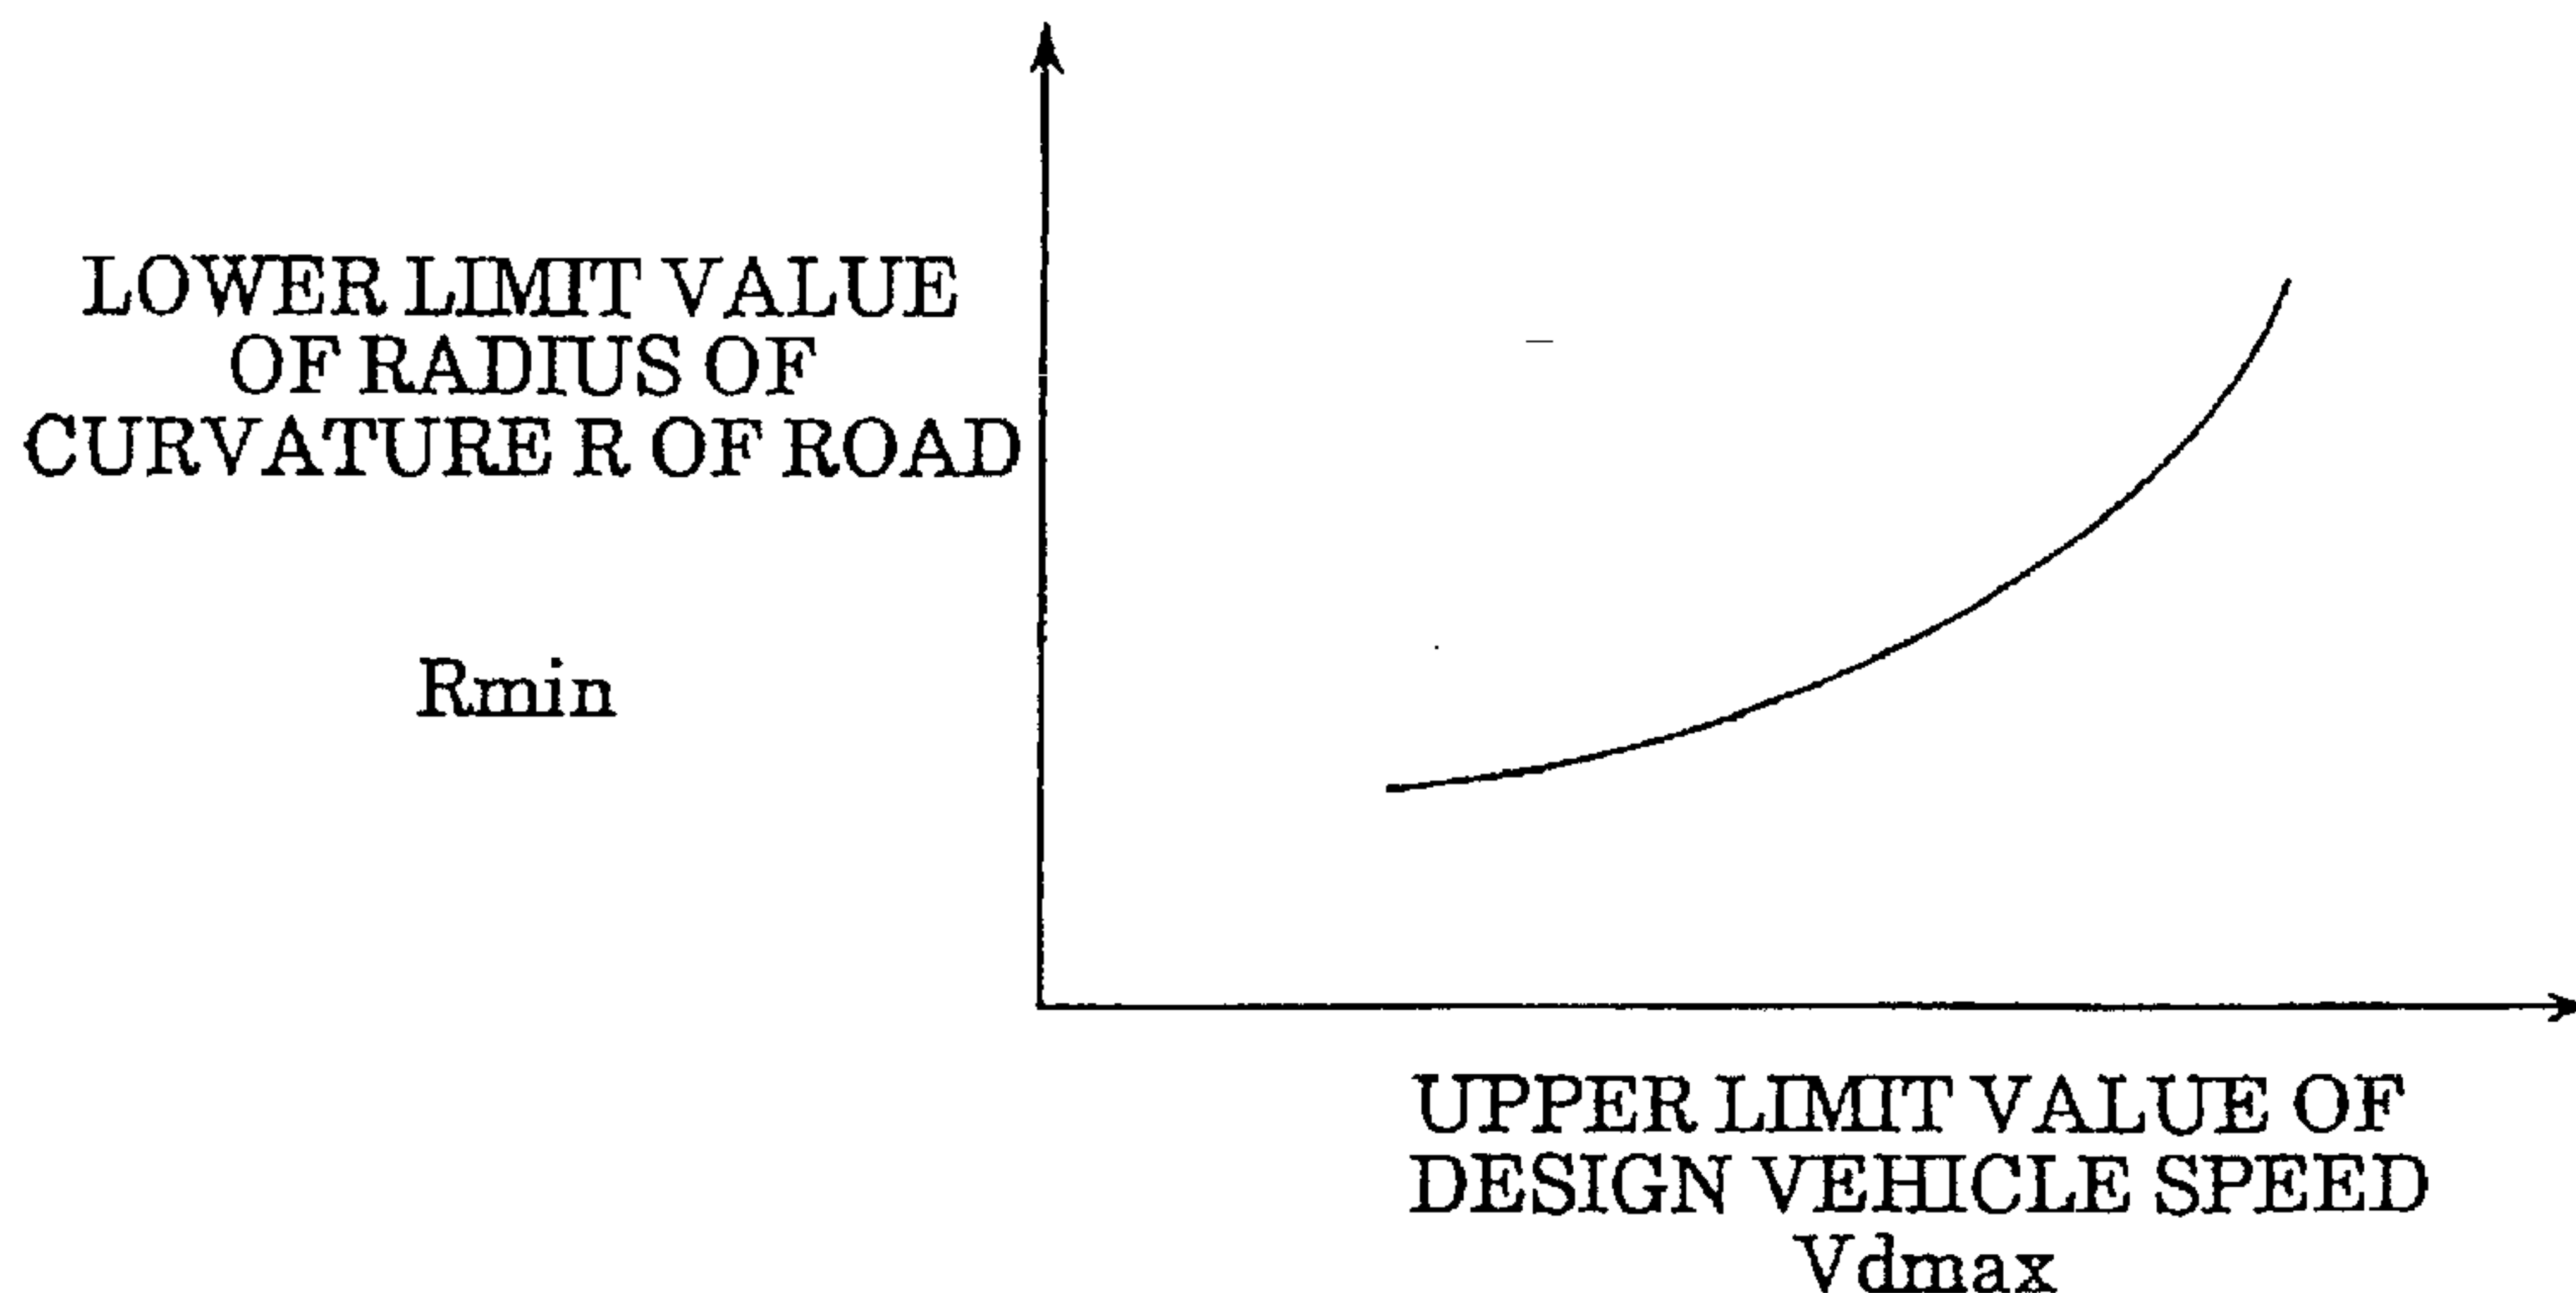 LOWER LIMIT VALUE
OF RADIUS OF
CURVATURE R OF ROAD
Rmin
UPPER LIMIT VALUE OF
DESIGN VEHICLE SPEED
Vdmax